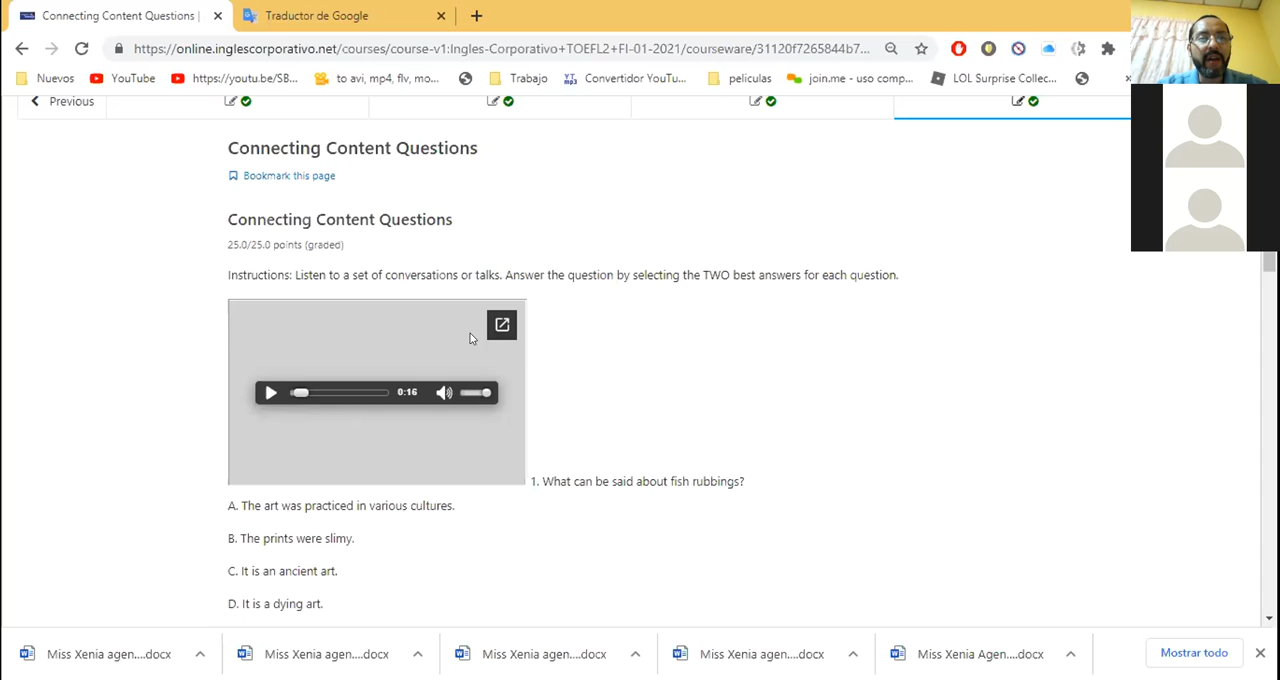 Connecting Content Questions |
Traductor de Google
https://online.inglescorporativo.net/courses/course-v1:Ingles-Corporativo+TOEFL2+FI-01-2021/courseware/31120f7265844b7...
Nuevos
YouTube
https://youtu.be/SB...
to avi, mp4, flv, mo...
Trabajo
Convertidor YouTu...
peliculas
join.me - uso comp...
LOL Surprise Collec...
Previous
Connecting Content Questions
Bookmark this page
Connecting Content Questions
25.0/25.0 points (graded)
Instructions: Listen to a set of conversations or talks. Answer the question by selecting the TWO best answers for each question.
0:16
1. What can be said about fish rubbings?
A. The art was practiced in various cultures.
B. The prints were slimy.
C. It is an ancient art.
D. It is a dying art.
Miss Xenia agen....docx
Miss Xenia agen....docx
Miss Xenia agen....docx
Miss Xenia agen....docx
Miss Xenia Agen....docx
Mostrar todo